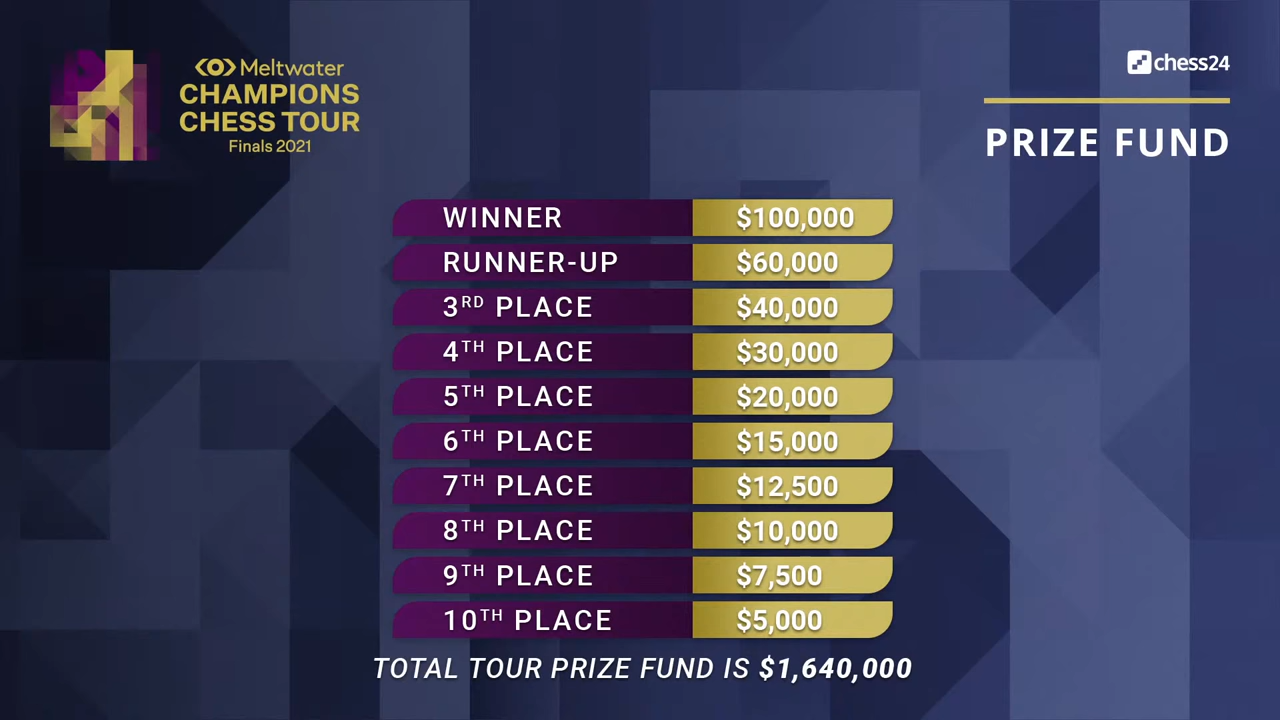 Meltwater
CHAMPIONS
CHESS TOUR
Finals 2021
chess24
PRIZE FUND
WINNER $100,000
RUNNER-UP $60,000
3RD PLACE $40,000
4TH PLACE $30,000
5TH PLACE $20,000
6TH PLACE $15,000
7TH PLACE $12,500
8TH PLACE $10,000
9TH PLACE $7,500
10TH PLACE $5,000
TOTAL TOUR PRIZE FUND IS $1,640,000